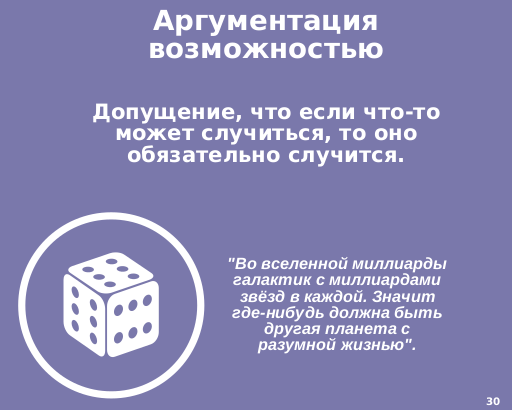 Аргументация
возможностью
Допущение, что если что-то
может случиться, то оно
обязательно случится.
"Во вселенной миллиарды
галактик с миллиардами
звёзд в каждой. Значит
где-нибудь должна быть
другая планета с
разумной жизнью".
30